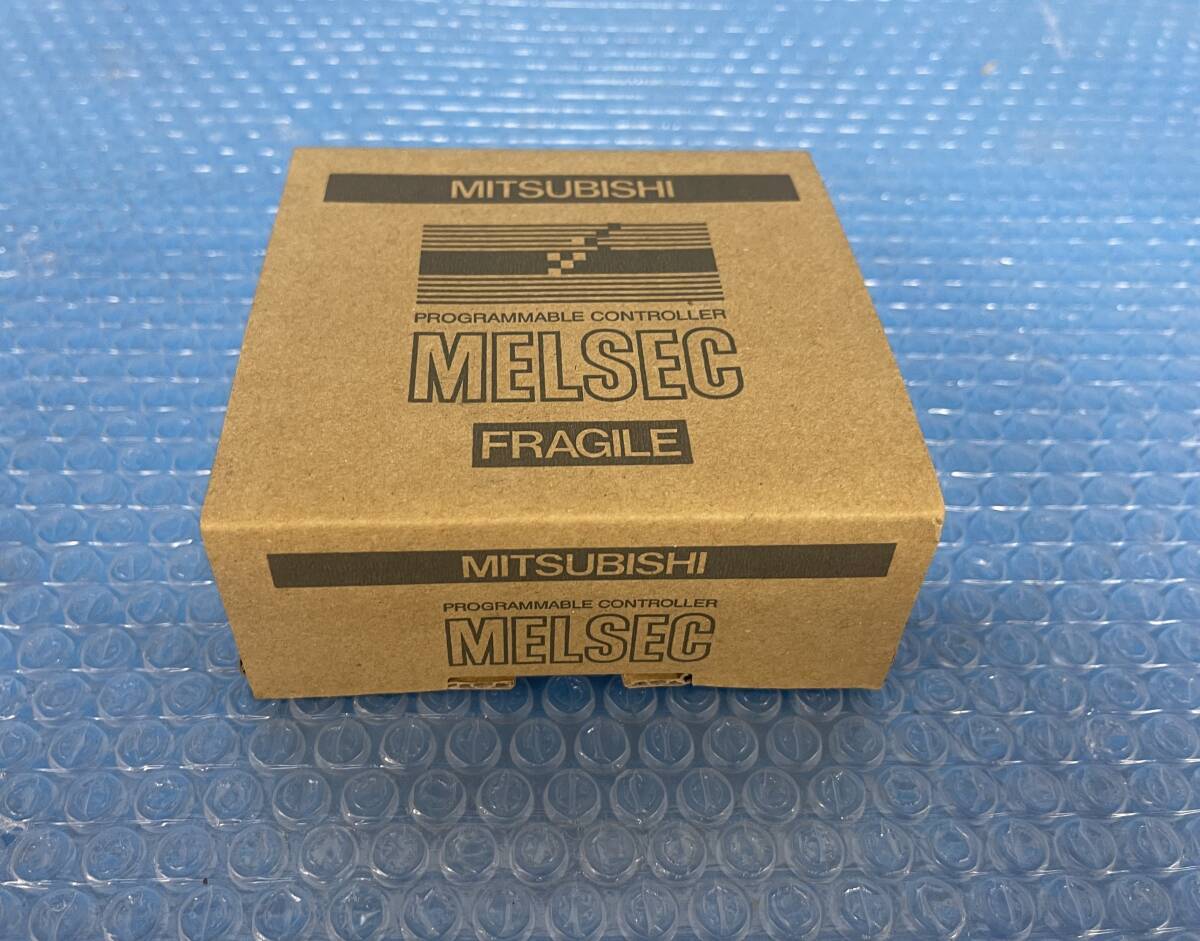 MITSUBISHI
PROGRAMMABLE CONTROLLER
MELSEC
FRAGILE
MITSUBISHI
PROGRAMMABLE CONTROLLER
MELSEC